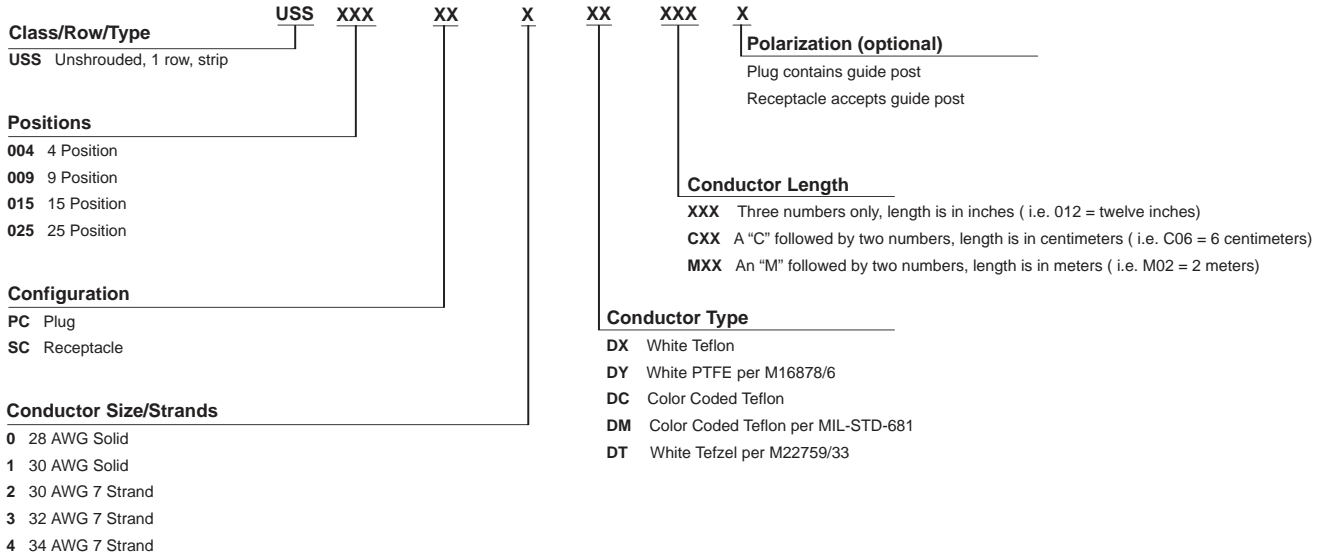 USS XXX XX X XX XXX X
Class/Row/Type
USS Unshrouded, 1 row, strip
Positions
004 4 Position
009 9 Position
015 15 Position
025 25 Position
Configuration
PC Plug
SC Receptacle
Conductor Size/Strands
0 28 AWG Solid
1 30 AWG Solid
2 30 AWG 7 Strand
3 32 AWG 7 Strand
4 34 AWG 7 Strand
Polarization (optional)
Plug contains guide post
Receptacle accepts guide post
Conductor Length
XXX Three numbers only, length is in inches ( i.e. 012 = twelve inches)
CXX A “C” followed by two numbers, length is in centimeters ( i.e. C06 = 6 centimeters)
MXX An “M” followed by two numbers, length is in meters ( i.e. M02 = 2 meters)
Conductor Type
DX White Teflon
DY White PTFE per M16878/6
DC Color Coded Teflon
DM Color Coded Teflon per MIL-STD-681
DT White Tefzel per M22759/33